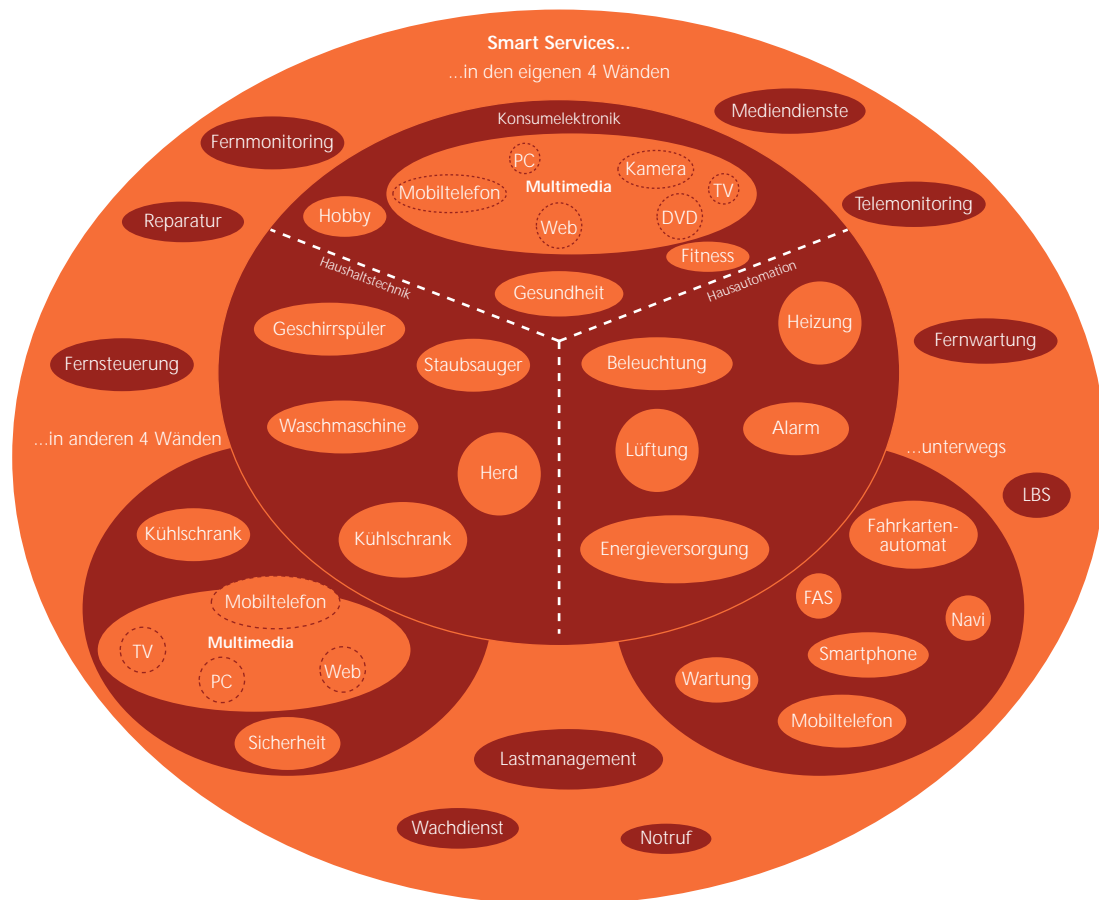 Smart Services...
...in den eigenen 4 Wänden
Mediendienste
Konsumelektronik
Fernmonitoring
PC
Kamera
Multimedia
Mobiltelefon
TV
Telemonitoring
Hobby
DVD
Reparatur
Web
Fitness
Haushaltstechnik
Hausautomation
Gesundheit
Heizung
Geschirrspüler
Fernwartung
Fernsteuerung
Staubsauger
Beleuchtung
Waschmaschine
Alarm
...in anderen 4 Wänden
...unterwegs
Lüftung
Herd
LBS
Kühlschrank
Fahrkarten-
automat
Kühlschrank
Energieversorgung
Mobiltelefon
FAS
Navi
Multimedia
TV
Smartphone
Web
PC
Wartung
Mobiltelefon
Sicherheit
Lastmanagement
Wachdienst
Notruf